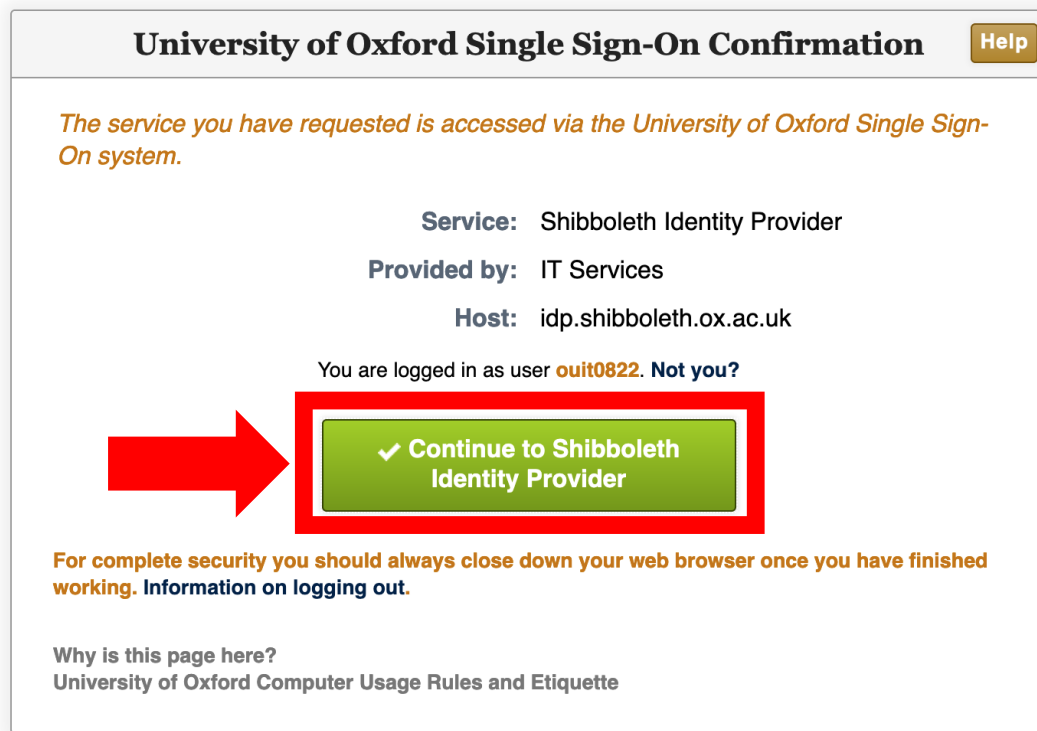 University of Oxford Single Sign-On Confirmation
Help
The service you have requested is accessed via the University of Oxford Single Sign-
On system.
Service: Shibboleth Identity Provider
Provided by: IT Services
Host: idp.shibboleth.ox.ac.uk
You are logged in as user ouit0822. Not you?
Continue to Shibboleth
Identity Provider
For complete security you should always close down your web browser once you have finished
working. Information on logging out.
Why is this page here?
University of Oxford Computer Usage Rules and Etiquette